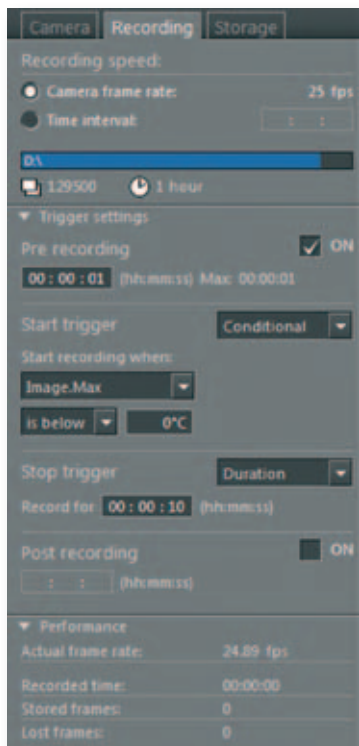 Camera Recording Storage
Recording speed:
Camera frame rate: 25 fps
Time interval: : :
D:\
129500 1 hour
Trigger settings
Pre recording ON
00 : 00 : 01 (hh:mm:ss) Max: 00:00:01
Start trigger Conditional
Start recording when:
Image.Max
is below 0°C
Stop trigger Duration
Record for 00 : 00 : 10 (hh:mm:ss)
Post recording ON
: : (hh:mm:ss)
Performance
Actual frame rate: 24.89 fps
Recorded time: 00:00:00
Stored frames: 0
Lost frames: 0